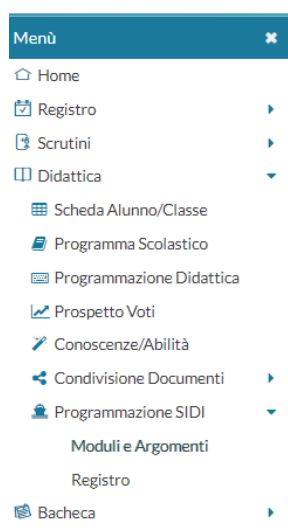 Menù
Home
Registro
Scrutini
Didattica
Scheda Alunno/Classe
Programma Scolastico
Programmazione Didattica
Prospetto Voti
Conoscenze/Abilità
Condivisione Documenti
Programmazione SIDI
Moduli e Argomenti
Registro
Bacheca